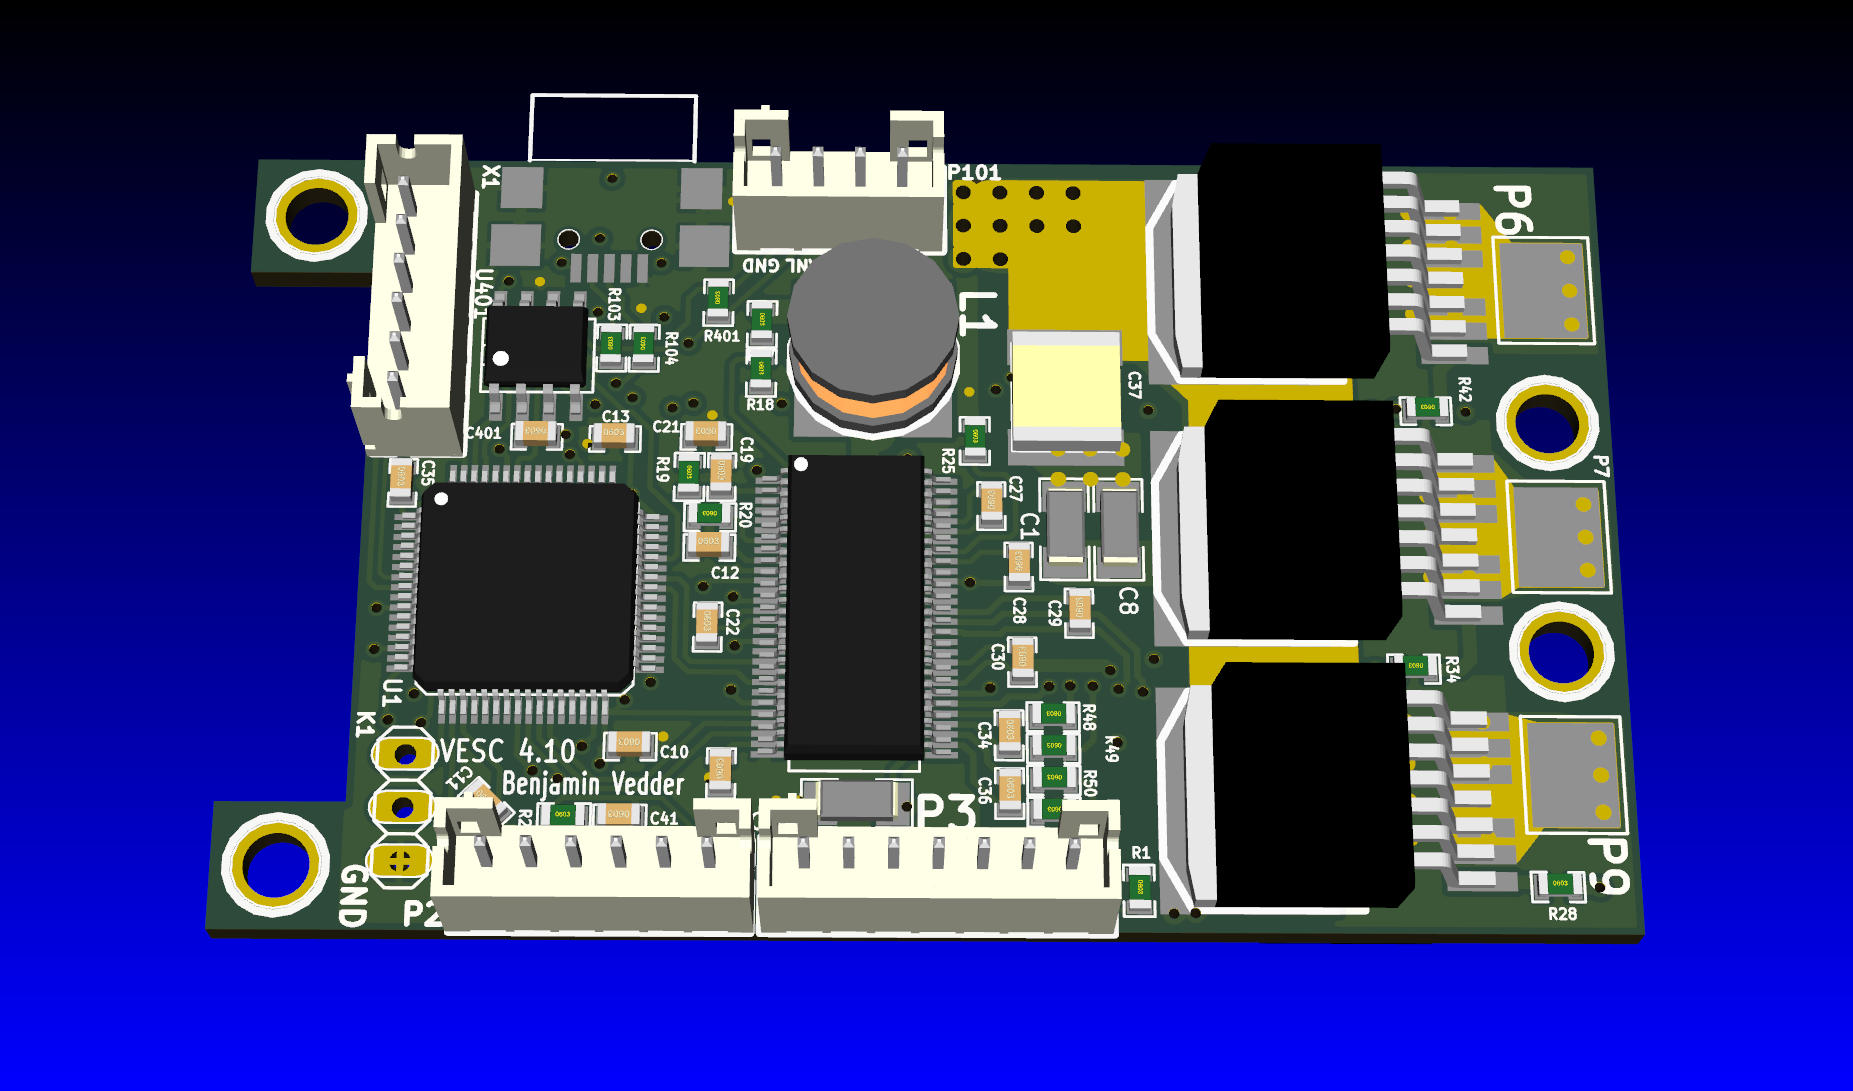 X1
P101
P6
GND
U401
R103
R401
R104
L1
C37
R42
R18
C13
C401
C21
C19
R25
C35
R19
C27
P7
R20
C1
C12
C8
C28
C29
C22
C30
R34
U1
K1
R48
C34
VESC 4.10
C10
R49
Benjamin Vedder
C11
R50
C36
C41
P3
R1
P9
GND
P2
R28